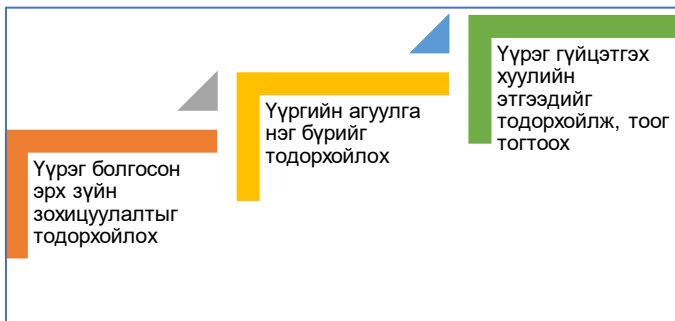 Үүрэг болгосон
эрх зүйн
зохицуулалтыг
тодорхойлох
Үүргийн агуулга
нэг бүрийг
тодорхойлох
Үүрэг гүйцэтгэх
хуулийн
этгээдийг
тодорхойлж, тоог
тогтоох